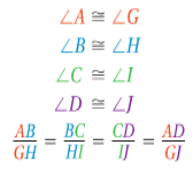 ∠A ≅ ∠G
∠B ≅ ∠H
∠C ≅ ∠I
∠D ≅ ∠J
AB/GH = BC/HI = CD/IJ = AD/GJ